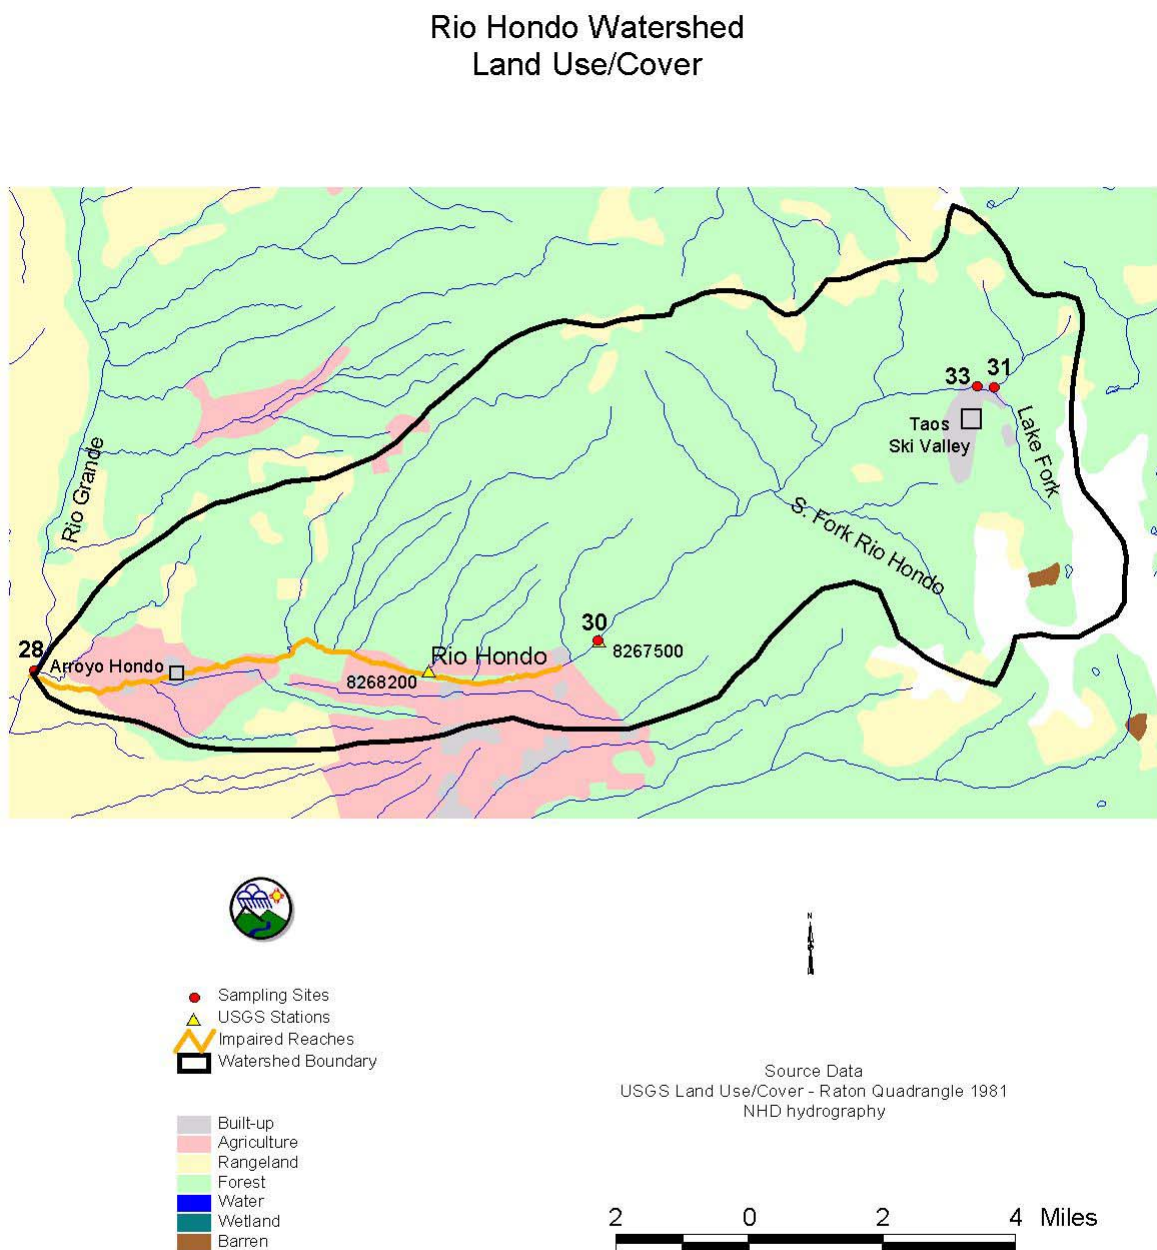 Rio Hondo Watershed
Land Use/Cover
33
31
Taos
Ski Valley
Lake Fork
Rio Grande
S. Fork Rio Hondo
30
8267500
28
Arroyo Hondo
Rio Hondo
8268200
N
Sampling Sites
USGS Stations
Impaired Reaches
Watershed Boundary
Source Data
USGS Land Use/Cover - Raton Quadrangle 1981
NHD hydrography
Built-up
Agriculture
Rangeland
Forest
Water
Wetland
Barren
2 0 2 4 Miles